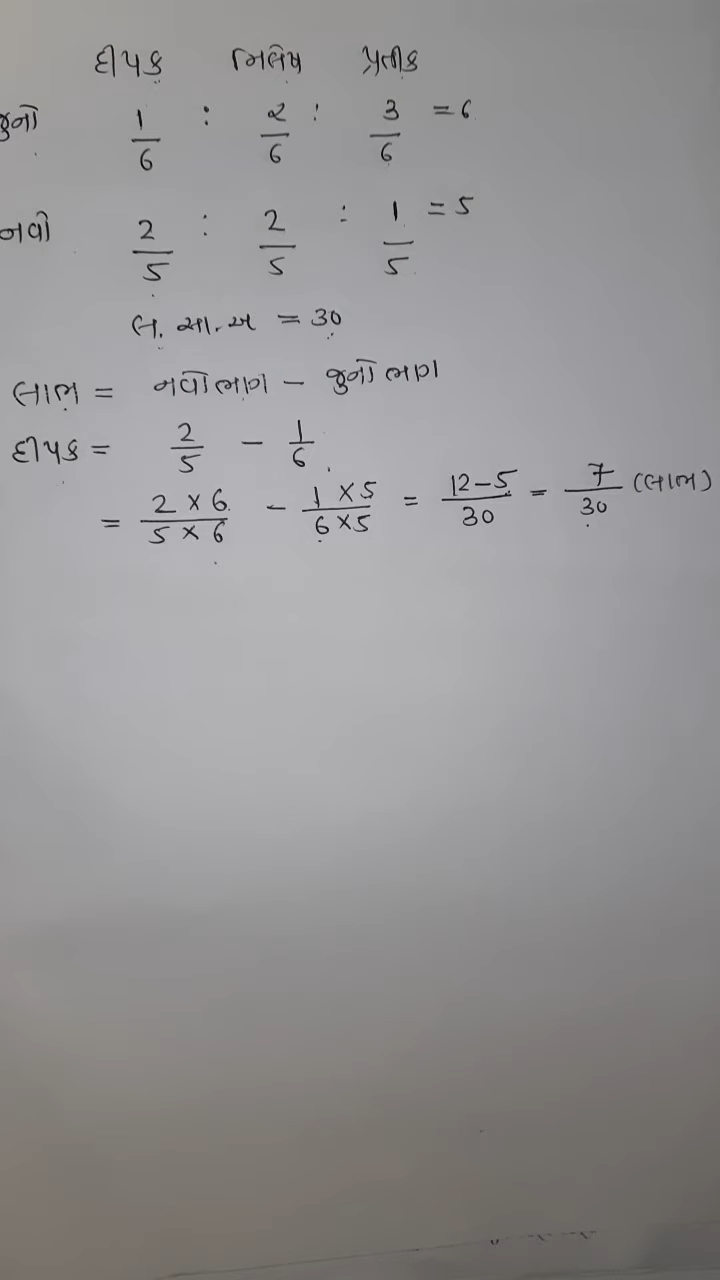 દીપક મિલેષ પ્રતીક
જુનો 1/6 : ૨/6 : 3/6 = 6
નવો 2/5 : 2/5 : 1/5 = 5
લ. સા. અ = 30
લાભ = નવોભાગ - જુનોભાગ
દીપક = 2/5 - 1/6
= 2 × 6/5 × 6 - 1 × 5/6 × 5 = 12-5/30 = 7/30 (લાભ)